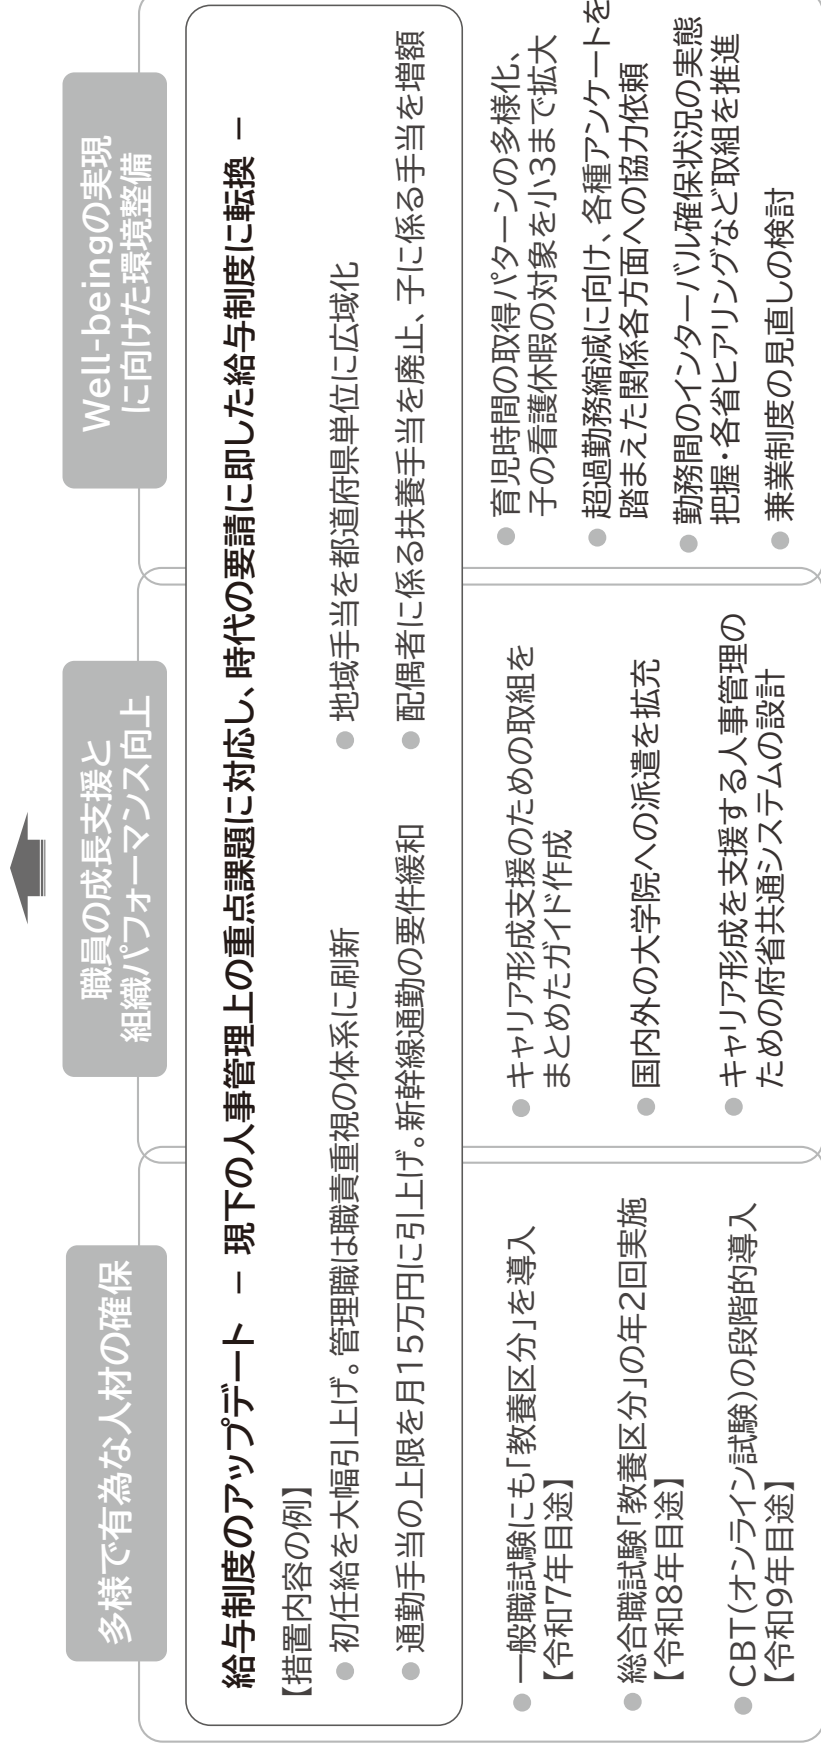 多様で有為な人材の確保
職員の成長支援と
組織パフォーマンス向上
Well-beingの実現
に向けた環境整備
給与制度のアップデート － 現下の人事管理上の重点課題に対応し、時代の要請に即した給与制度に転換 －
【措置内容の例】
● 初任給を大幅引上げ。管理職は職責重視の体系に刷新
● 通勤手当の上限を月15万円に引上げ。新幹線通勤の要件緩和
● 地域手当を都道府県単位に広域化
● 配偶者に係る扶養手当を廃止、子に係る手当を増額
● 一般職試験にも「教養区分」を導入
【令和7年目途】
● 総合職試験「教養区分」の年2回実施
【令和8年目途】
● CBT(オンライン試験)の段階的導入
【令和9年目途】
● キャリア形成支援のための取組を
まとめたガイド作成
● 国内外の大学院への派遣を拡充
● キャリア形成を支援する人事管理の
ための府省共通システムの設計
● 育児時間の取得パターンの多様化、
子の看護休暇の対象を小3まで拡大
● 超過勤務縮減に向け、各種アンケートを
踏まえた関係各方面への協力依頼
● 勤務間のインターバル確保状況の実態
把握・各省ヒアリングなど取組を推進
● 兼業制度の見直しの検討